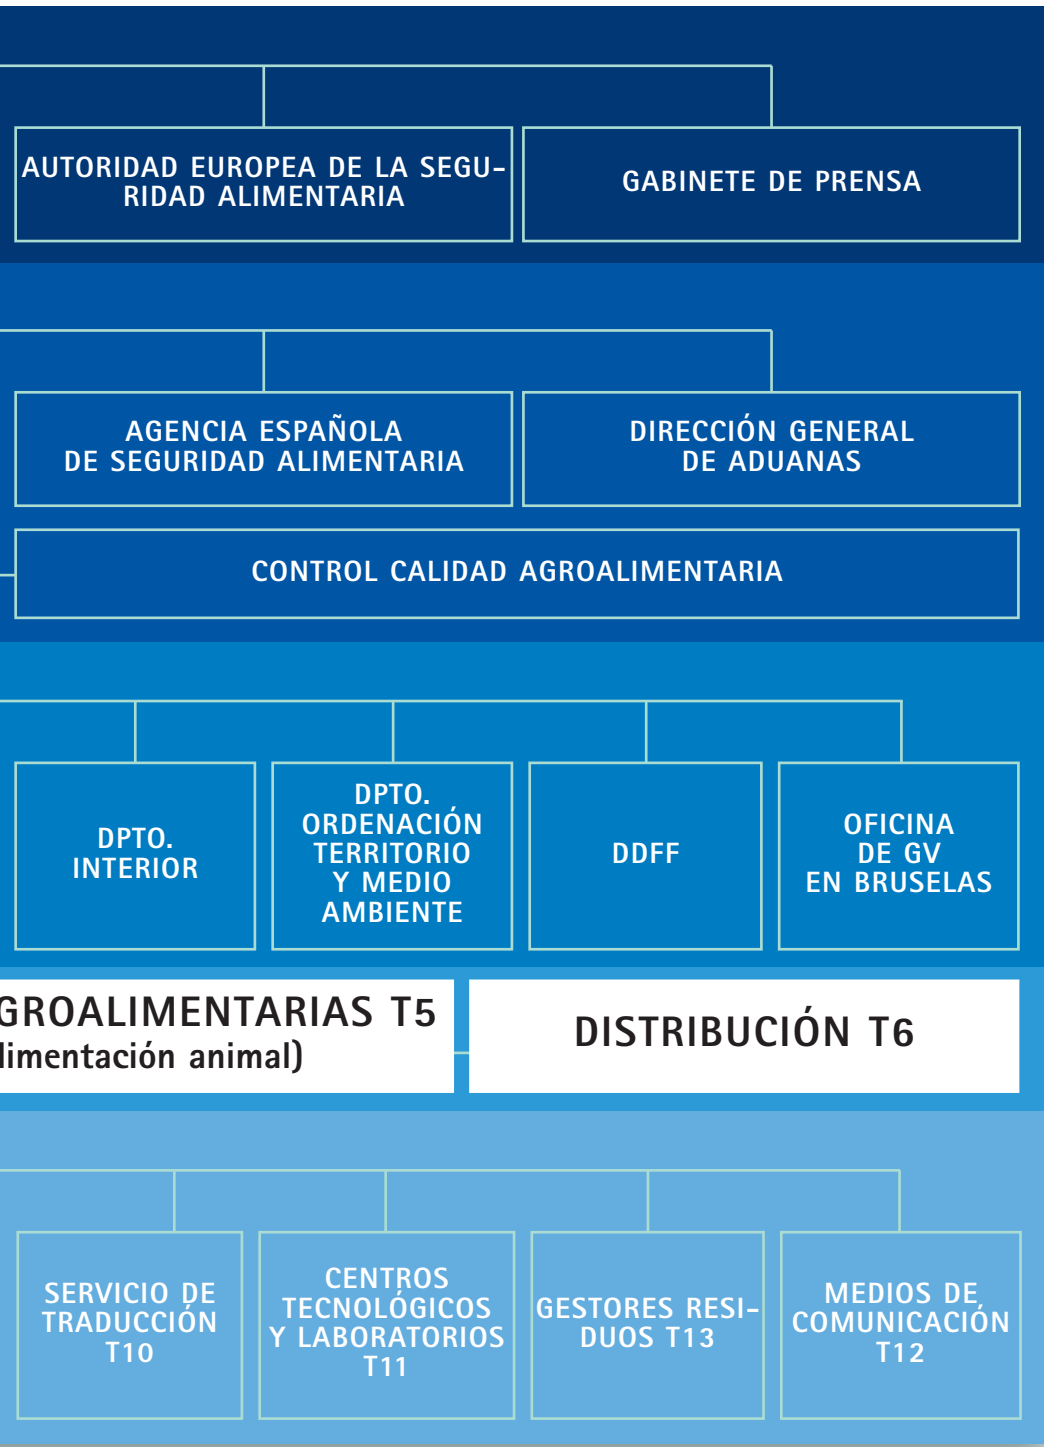 AUTORIDAD EUROPEA DE LA SEGU-
RIDAD ALIMENTARIA
GABINETE DE PRENSA
AGENCIA ESPAÑOLA
DE SEGURIDAD ALIMENTARIA
DIRECCIÓN GENERAL
DE ADUANAS
CONTROL CALIDAD AGROALIMENTARIA
DPTO.
INTERIOR
DPTO.
ORDENACIÓN
TERRITORIO
Y MEDIO
AMBIENTE
DDFF
OFICINA
DE GV
EN BRUSELAS
GROALIMENTARIAS T5
limentación animal)
DISTRIBUCIÓN T6
SERVICIO DE
TRADUCCIÓN
T10
CENTROS
TECNOLÓGICOS
Y LABORATORIOS
T11
GESTORES RESI-
DUOS T13
MEDIOS DE
COMUNICACIÓN
T12